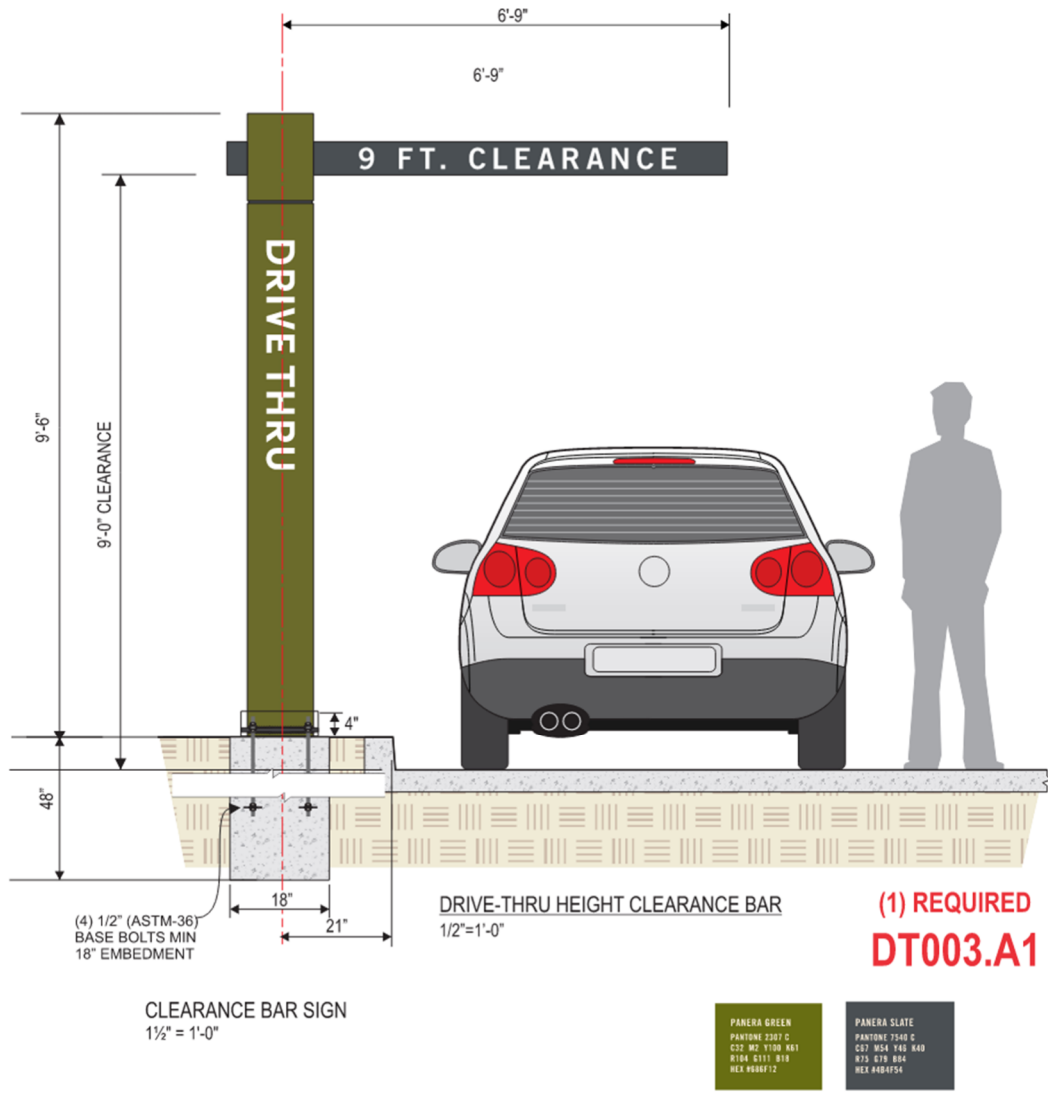 6'-9"
6'-9"
9 FT. CLEARANCE
DRIVE THRU
9'-6"
9'-0" CLEARANCE
4"
48"
18"
21"
(4) 1/2" (ASTM-36)
BASE BOLTS MIN
18" EMBEDMENT
DRIVE-THRU HEIGHT CLEARANCE BAR
1/2"=1'-0"
(1) REQUIRED
DT003.A1
CLEARANCE BAR SIGN
1½" = 1'-0"
PANERA GREEN
PANTONE 2307 C
C32 M2 Y100 K61
R104 G111 B18
HEX #686F12
PANERA SLATE
PANTONE 7540 C
C67 M54 Y46 K40
R75 G79 B84
HEX #4B4F54